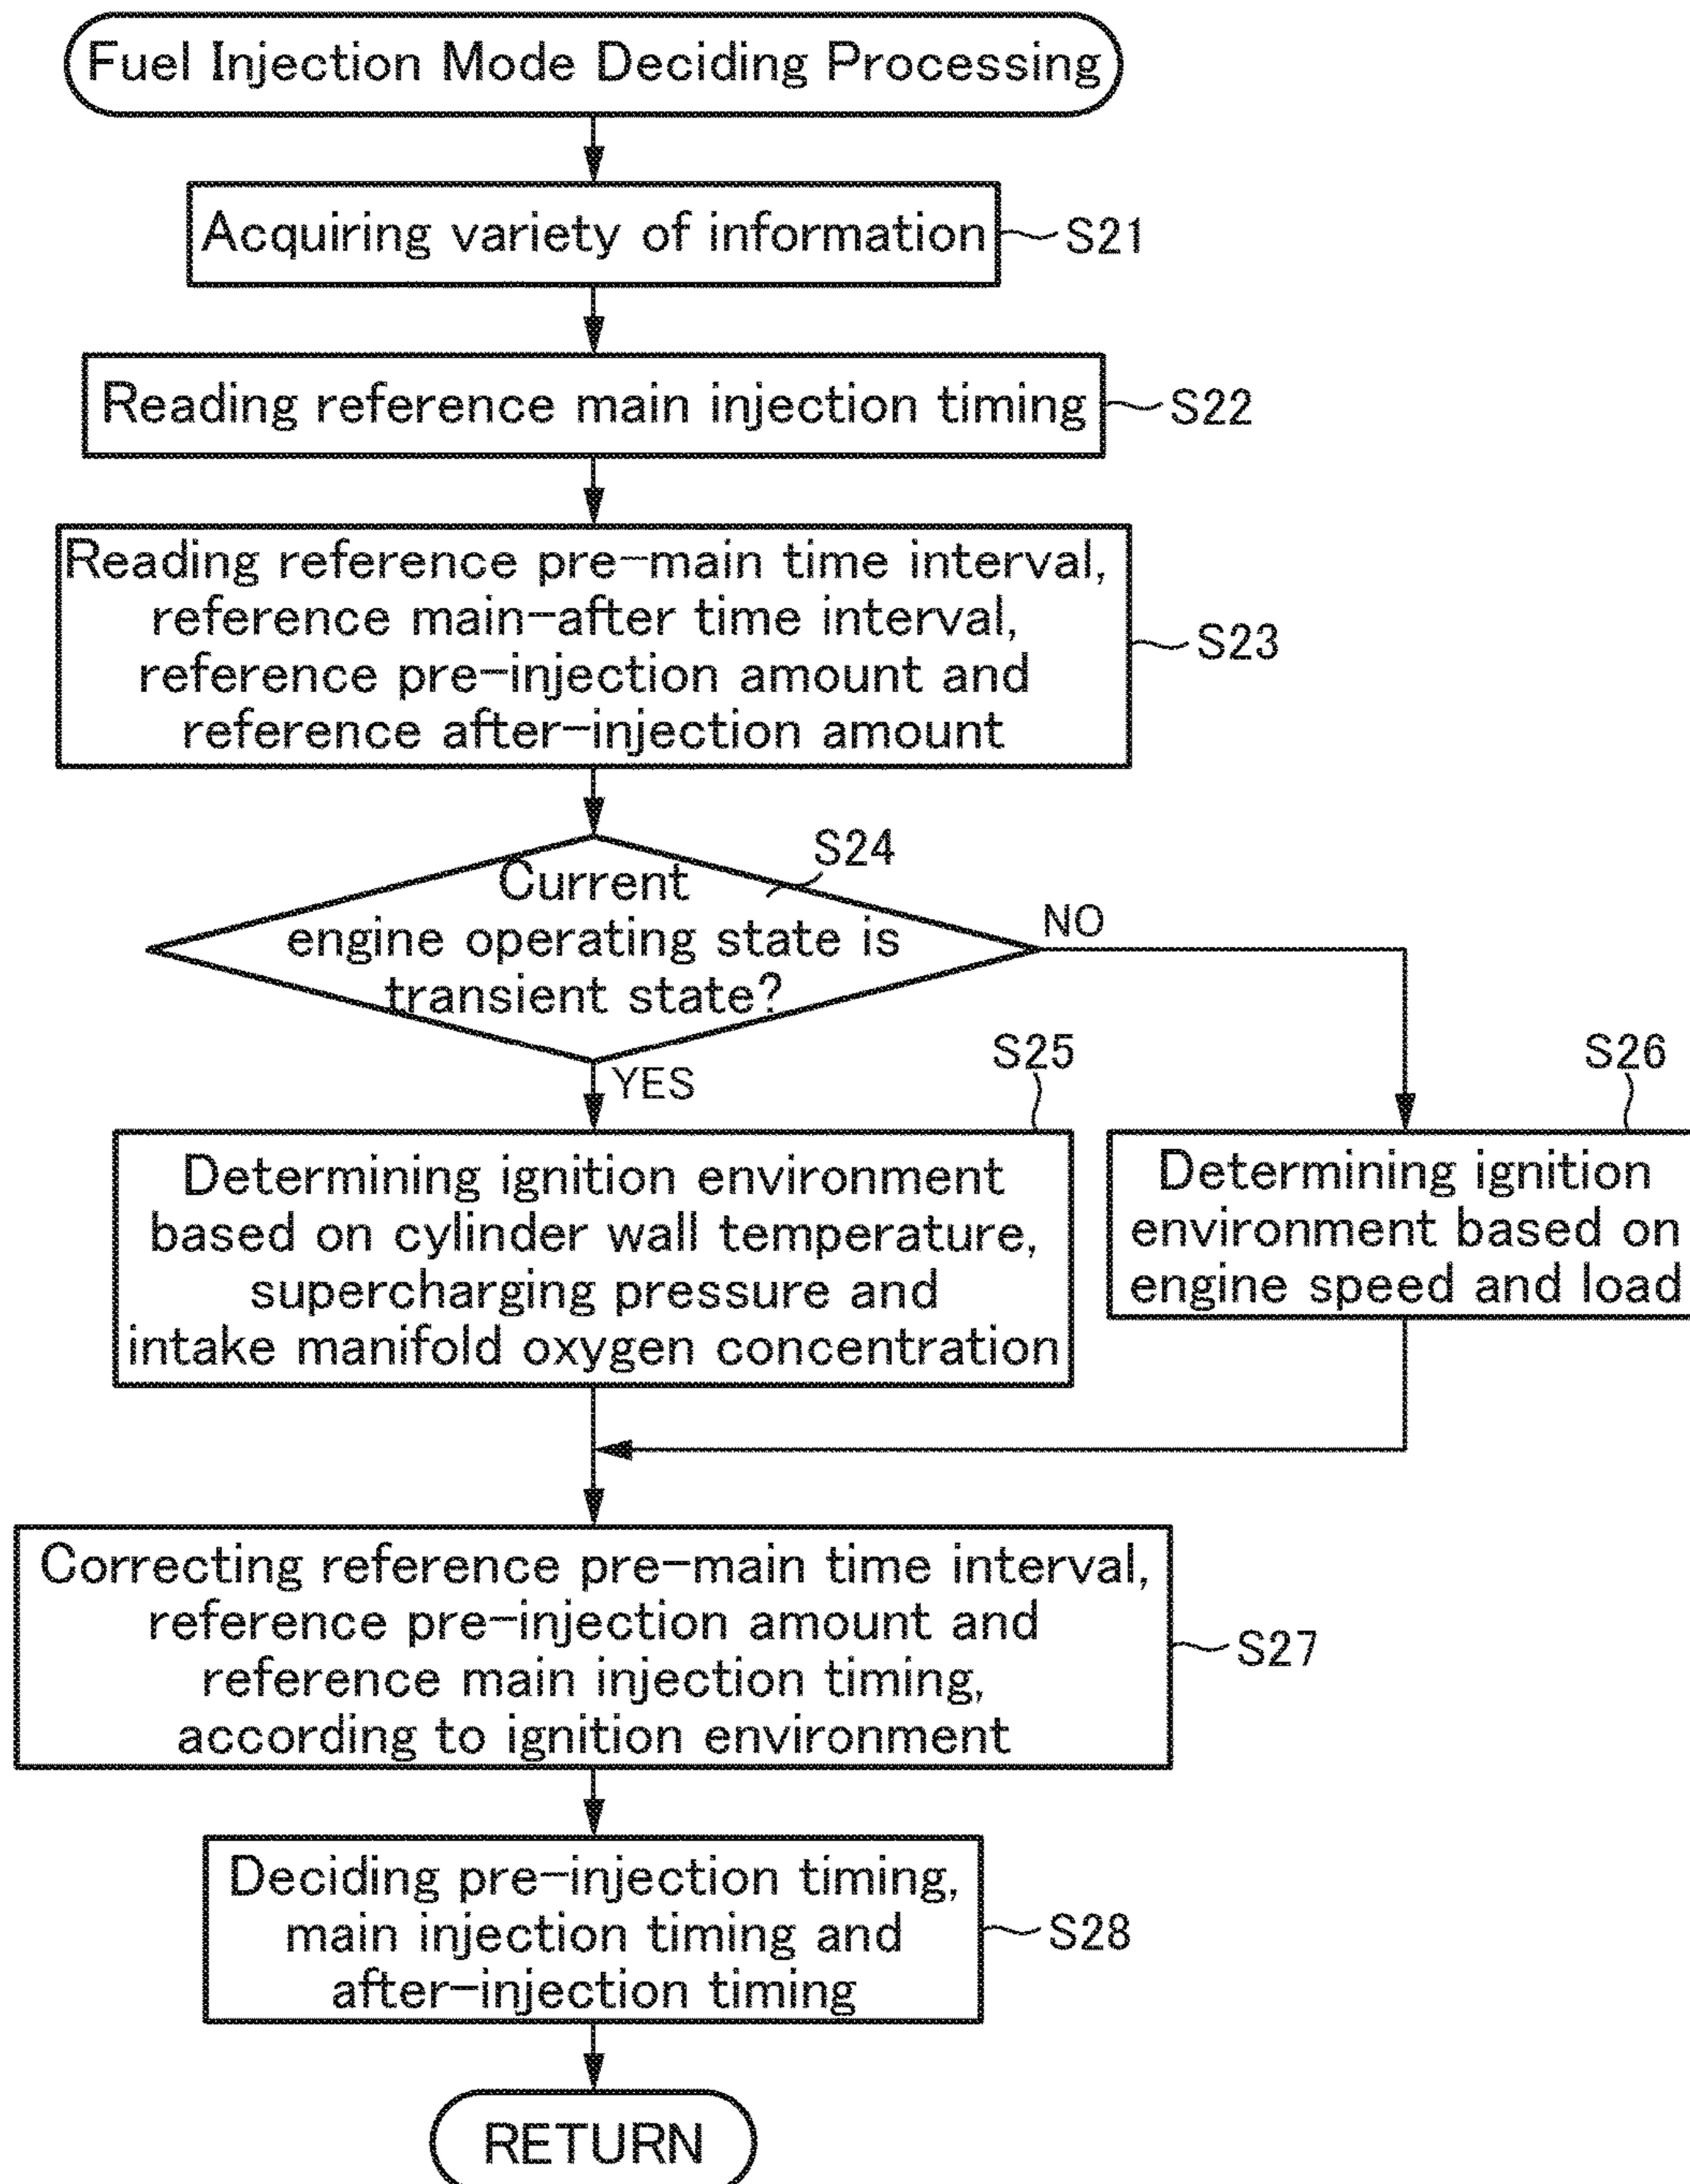 Fuel Injection Mode Deciding Processing
Acquiring variety of information
S21
Reading reference main injection timing
S22
Reading reference pre-main time interval,
reference main-after time interval,
reference pre-injection amount and
reference after-injection amount
S23
S24
Current
engine operating state is
transient state?
NO
YES
S25
Determining ignition environment
based on cylinder wall temperature,
supercharging pressure and
intake manifold oxygen concentration
S26
Determining ignition
environment based on
engine speed and load
Correcting reference pre-main time interval,
reference pre-injection amount and
reference main injection timing,
according to ignition environment
S27
Deciding pre-injection timing,
main injection timing and
after-injection timing
S28
RETURN